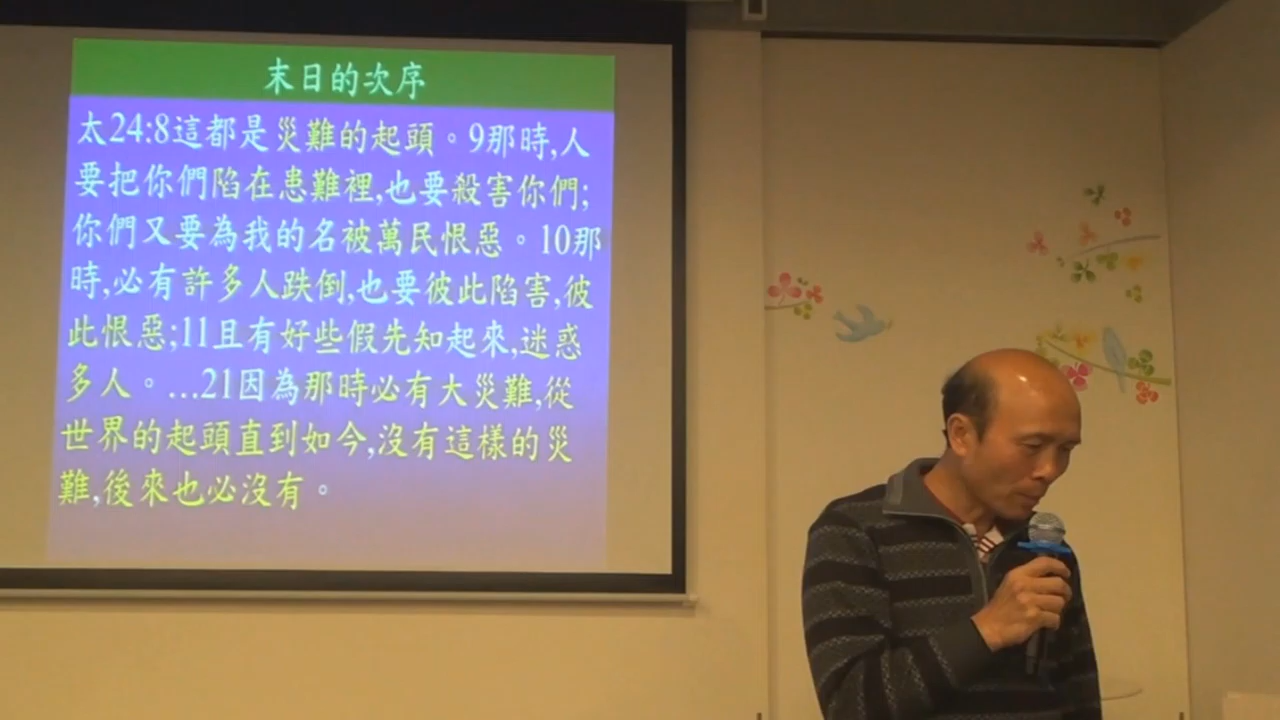 末日的次序
太24:8這都是災難的起頭。9那時,人
要把你們陷在患難裡,也要殺害你們;
你們又要為我的名被萬民恨惡。10那
時,必有許多人跌倒,也要彼此陷害,彼
此恨惡;11且有好些假先知起來,迷惑
多人。…21因為那時必有大災難,從
世界的起頭直到如今,沒有這樣的災
難,後來也必沒有。